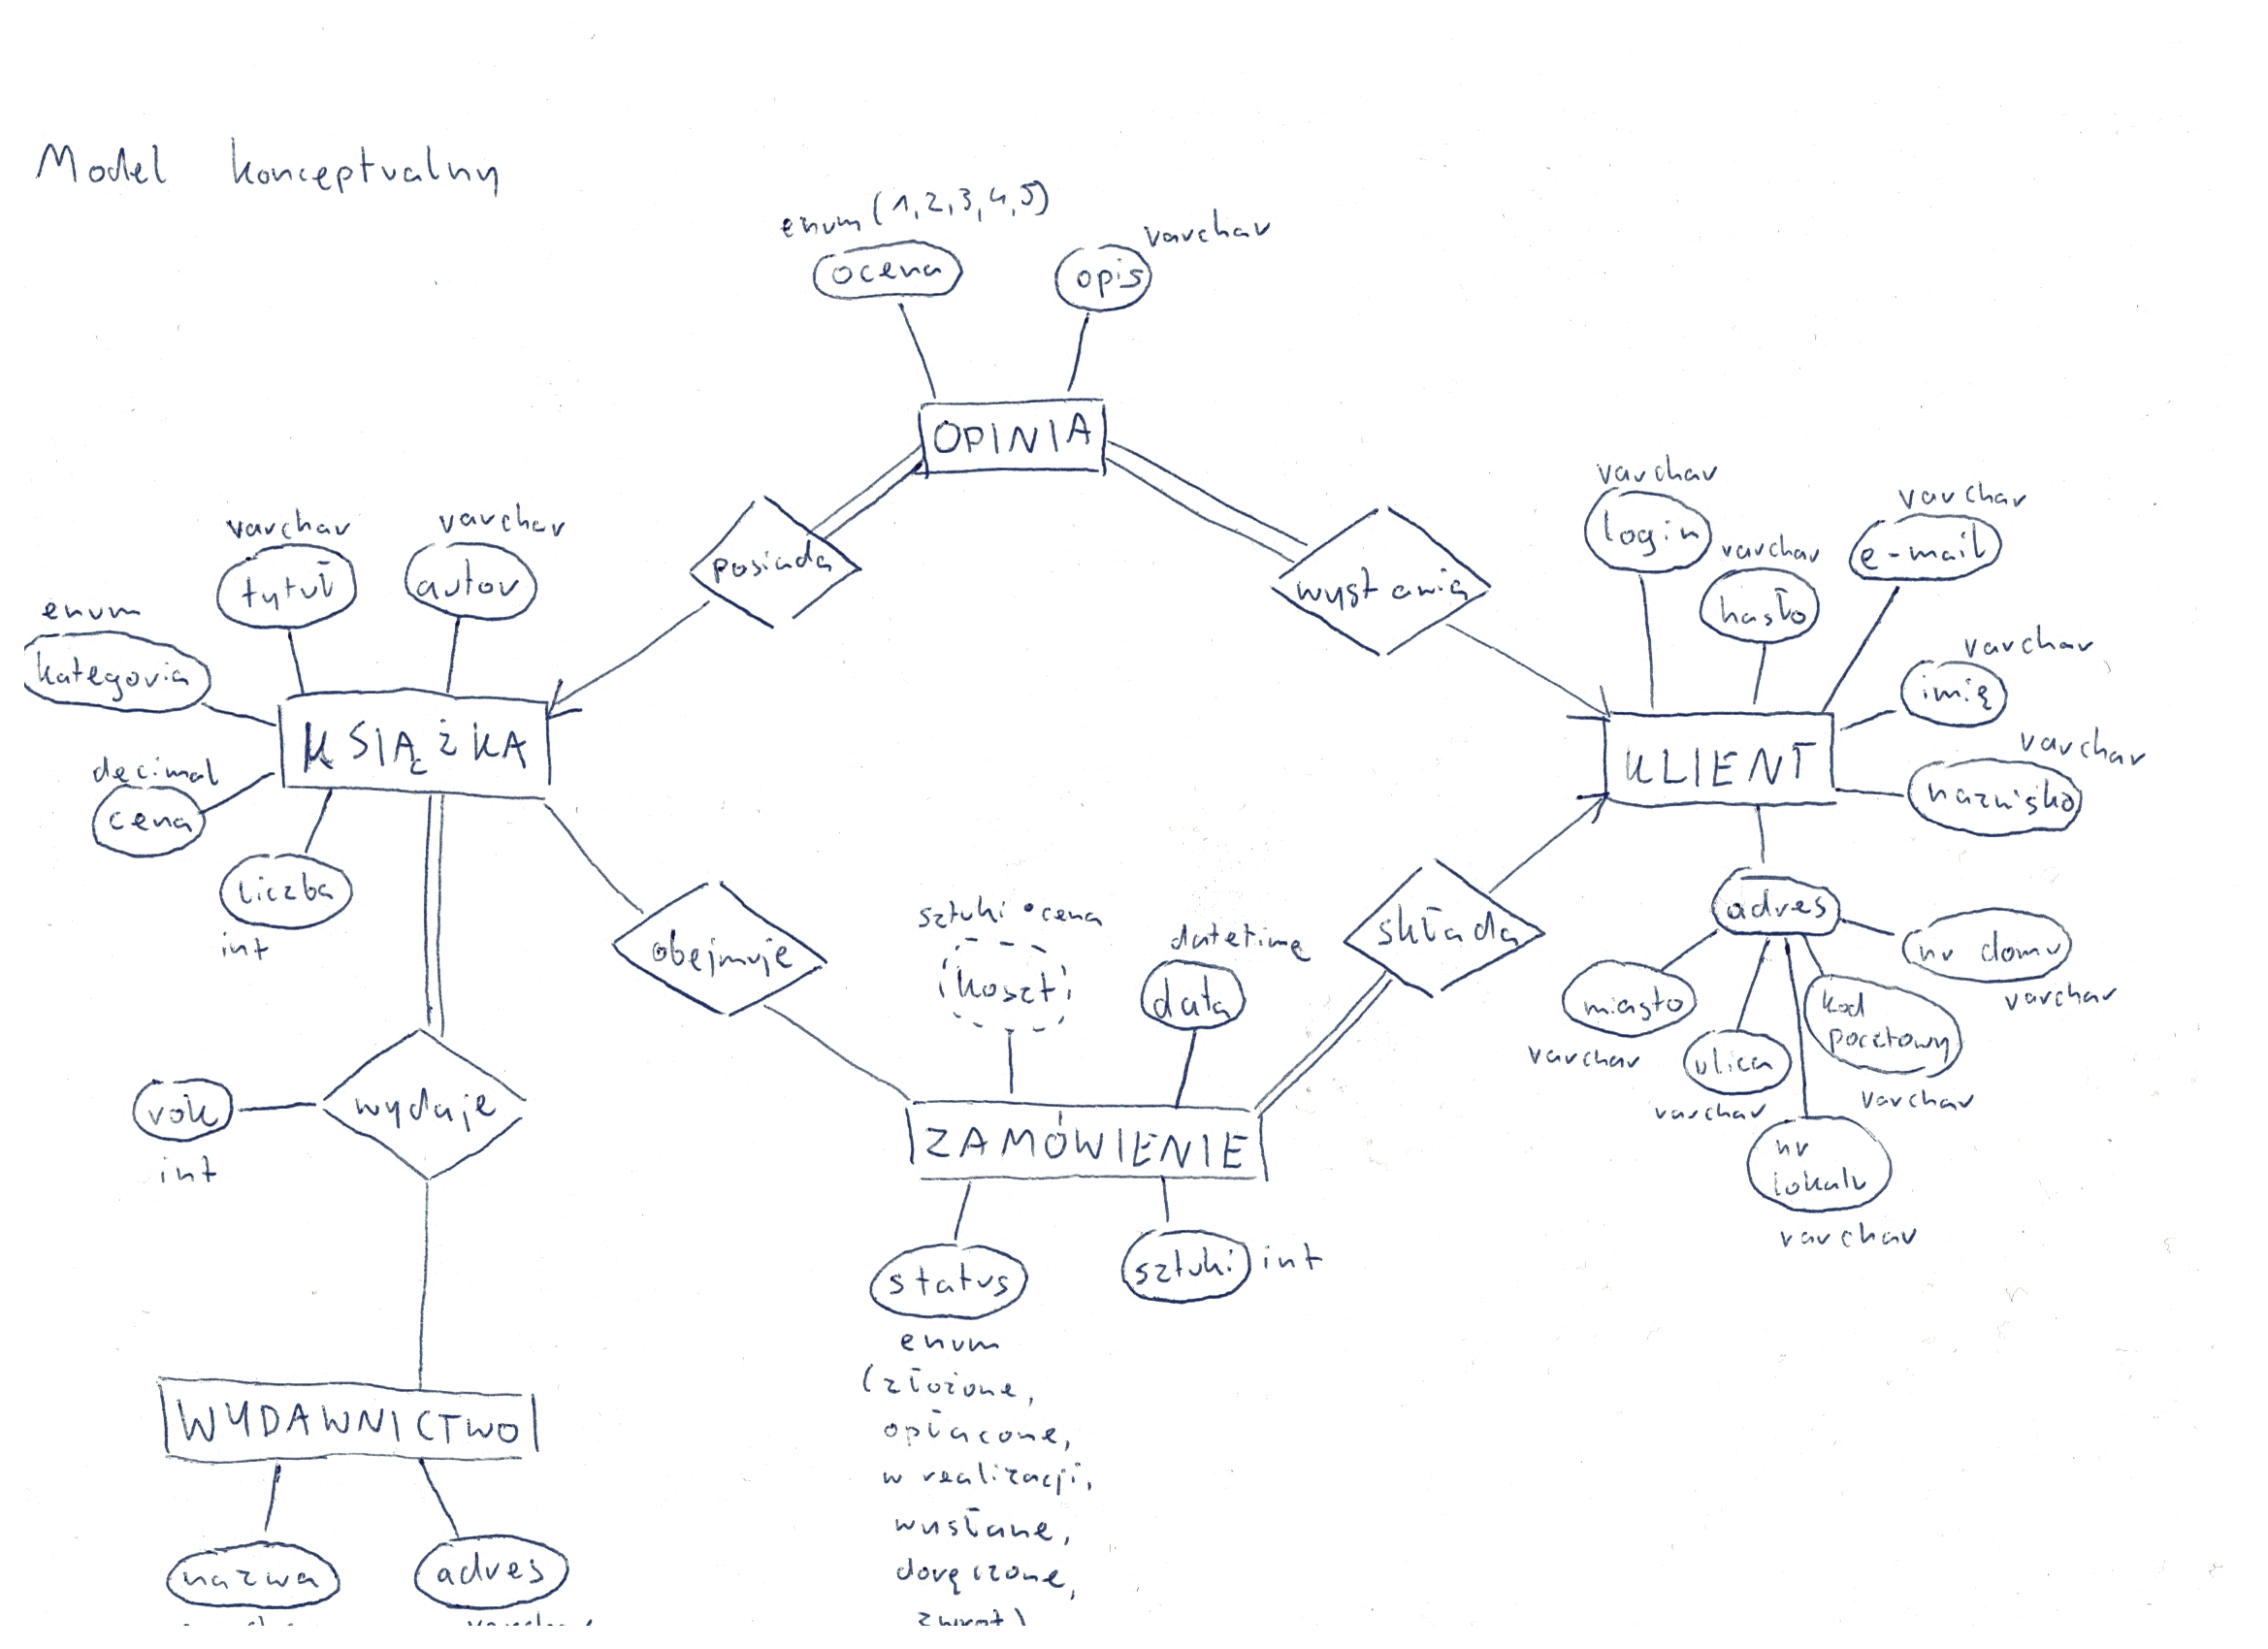 Model konceptualny
enum (1,2,3,4,5)
ocena
varchar
opis
OPINIA
posiada
wystawia
varchar
tytuł
varchar
autor
enum
kategoria
decimal
cena
liczba
int
KSIĄŻKA
varchar
login
varchar
hasło
varchar
e-mail
varchar
imię
varchar
nazwisko
KLIENT
adres
miasto
varchar
ulica
varchar
nr
lokalu
varchar
kod
pocztowy
varchar
nr domu
varchar
obejmuje
składa
sztuki • cena
koszt
datetime
data
ZAMÓWIENIE
status
enum
(złożone,
opłacone,
w realizacji,
wysłane,
doręczone,
zwrot)
sztuki
int
rok
int
wydaje
WYDAWNICTWO
nazwa
adres
varchar